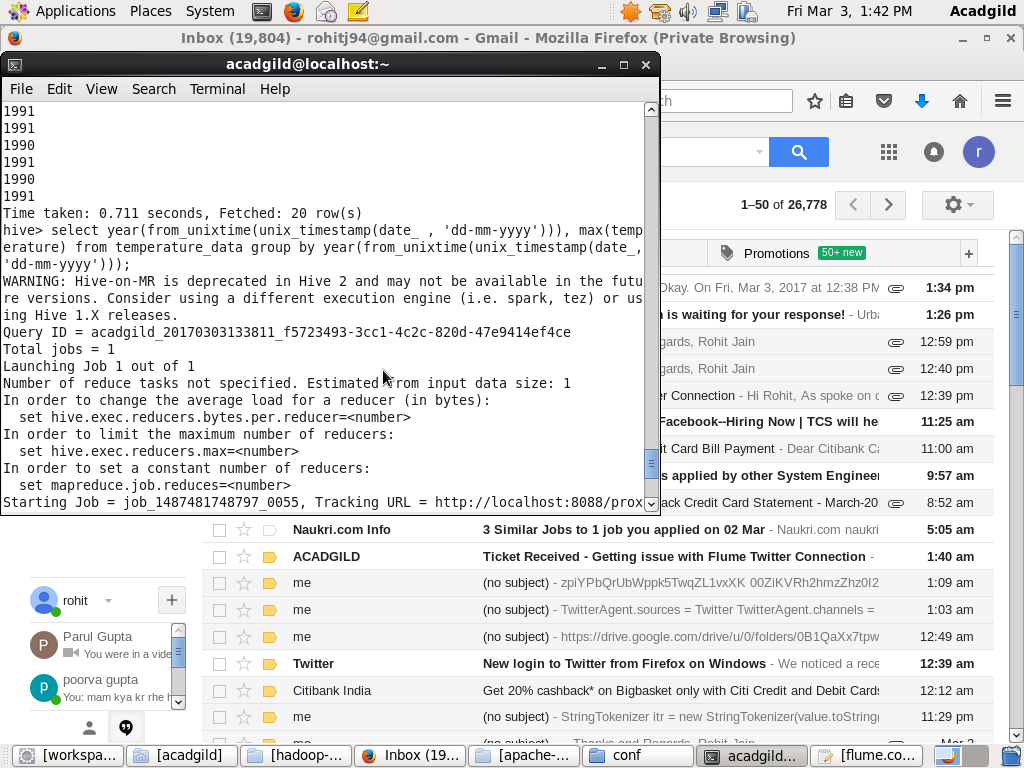 Applications Places System Fri Mar 3, 1:42 PM Acadgild
Inbox (19,804) - rohitj94@gmail.com - Gmail - Mozilla Firefox (Private Browsing)
acadgild@localhost:~
File Edit View Search Terminal Help
1991
1991
1990
1991
1990
1991
Time taken: 0.711 seconds, Fetched: 20 row(s)
hive> select year(from_unixtime(unix_timestamp(date_ , 'dd-mm-yyyy'))), max(temp
erature) from temperature_data group by year(from_unixtime(unix_timestamp(date_,
'dd-mm-yyyy')));
WARNING: Hive-on-MR is deprecated in Hive 2 and may not be available in the futu
re versions. Consider using a different execution engine (i.e. spark, tez) or us
ing Hive 1.X releases.
Query ID = acadgild_20170303133811_f5723493-3cc1-4c2c-820d-47e9414ef4ce
Total jobs = 1
Launching Job 1 out of 1
Number of reduce tasks not specified. Estimated from input data size: 1
In order to change the average load for a reducer (in bytes):
set hive.exec.reducers.bytes.per.reducer=<number>
In order to limit the maximum number of reducers:
set hive.exec.reducers.max=<number>
In order to set a constant number of reducers:
set mapreduce.job.reduces=<number>
Starting Job = job_1487481748797_0055, Tracking URL = http://localhost:8088/prox
ch
r
1–50 of 26,778
Promotions 50+ new +
Okay. On Fri, Mar 3, 2017 at 12:38 PM 1:34 pm
n is waiting for your response! - Urba 1:26 pm
gards, Rohit Jain 12:59 pm
gards, Rohit Jain 12:40 pm
er Connection - Hi Rohit, As spoke on c 12:39 pm
Facebook--Hiring Now | TCS will he 11:25 am
it Card Bill Payment - Dear Citibank Ca 11:00 am
s applied by other System Engineer 9:57 am
ack Credit Card Statement - March-20 8:52 am
Naukri.com Info 3 Similar Jobs to 1 job you applied on 02 Mar - Naukri.com naukri 5:05 am
ACADGILD Ticket Received - Getting issue with Flume Twitter Connection - 1:40 am
me (no subject) - zpiYPbQrUbWppk5TwqZL1vxXK 00ZiKVRh2hmzZhz0I2 1:09 am
me (no subject) - TwitterAgent.sources = Twitter TwitterAgent.channels = 1:03 am
me (no subject) - https://drive.google.com/drive/u/0/folders/0B1QaXx7tpw 12:49 am
Twitter New login to Twitter from Firefox on Windows - We noticed a rece 12:39 am
Citibank India Get 20% cashback* on Bigbasket only with Citi Credit and Debit Cards 12:12 am
me (no subject) - StringTokenizer itr = new StringTokenizer(value.toString( 11:29 pm
rohit +
P Parul Gupta
You were in a vide
p poorva gupta
You: mam kya kr rhe h
[workspa... [acadgild] [hadoop-... Inbox (19... [apache-... conf acadgild... [flume.co...